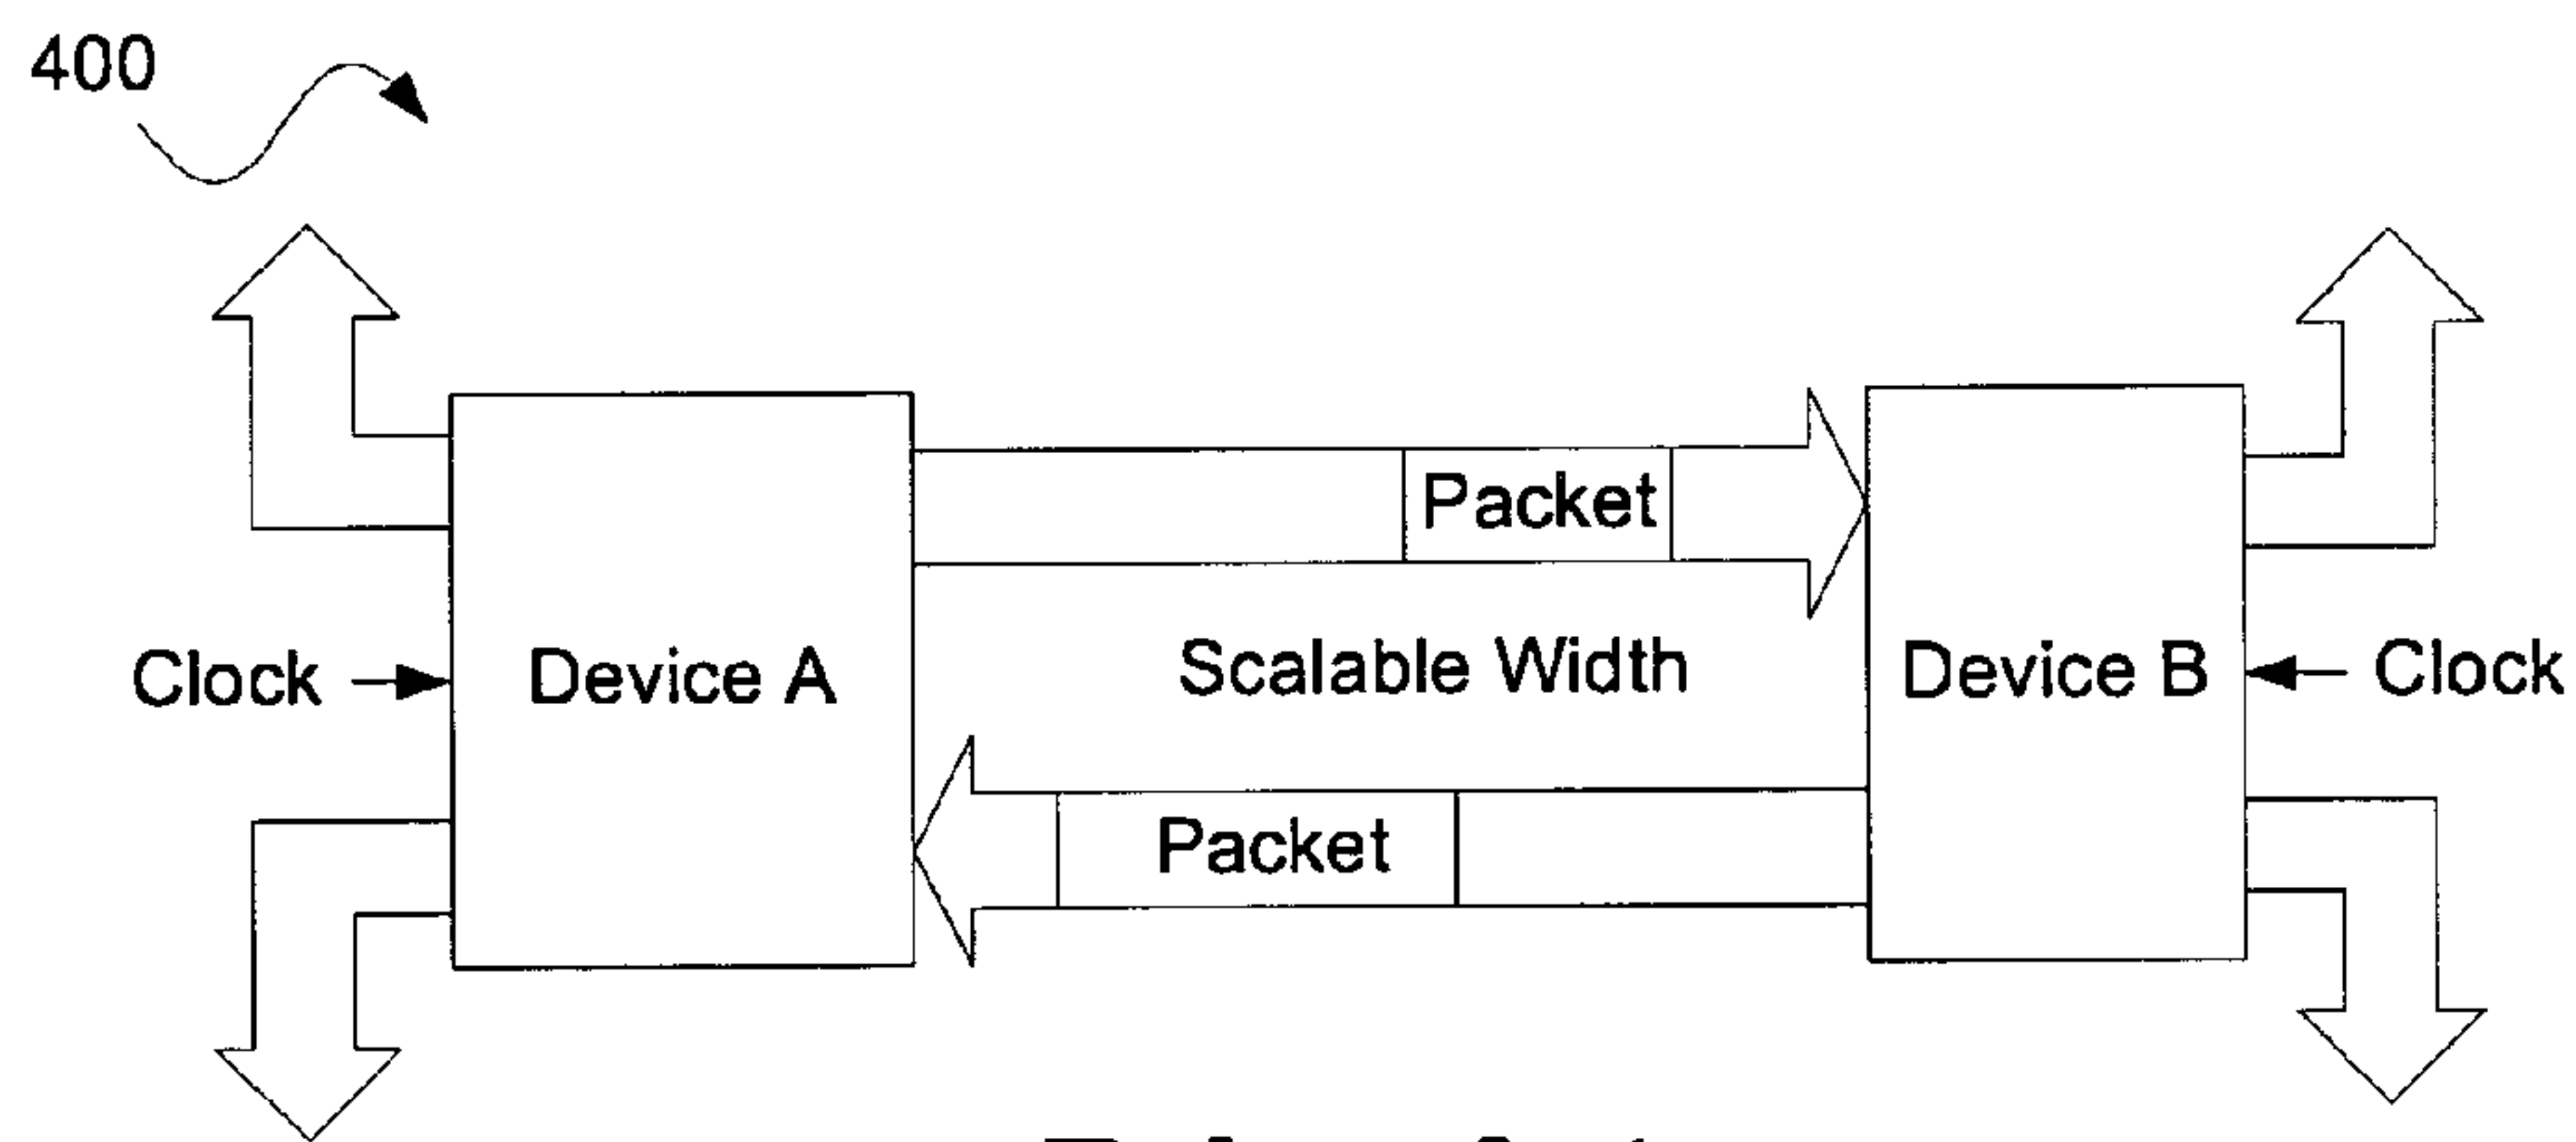 400
Packet
Clock
Device A
Scalable Width
Device B
Clock
Packet